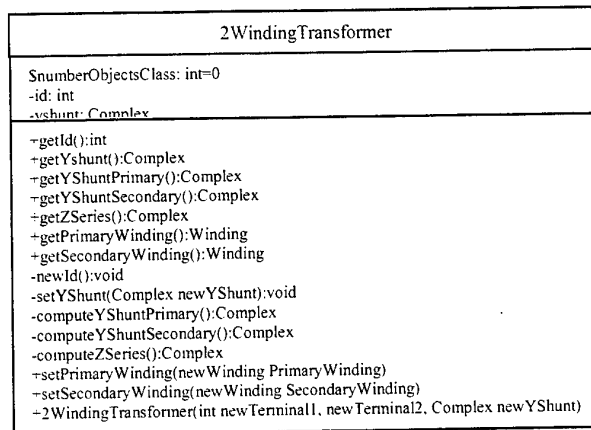 2WindingTransformer
SnumberObjectsClass: int=0
-id: int
-yshunt: Complex
+getId():int
+getYshunt():Complex
+getYShuntPrimary():Complex
+getYShuntSecondary():Complex
+getZSeries():Complex
+getPrimaryWinding():Winding
+getSecondaryWinding():Winding
-newId():void
-setYShunt(Complex newYShunt):void
-computeYShuntPrimary():Complex
-computeYShuntSecondary():Complex
-computeZSeries():Complex
+setPrimaryWinding(newWinding PrimaryWinding)
+setSecondaryWinding(newWinding SecondaryWinding)
+2WindingTransformer(int newTerminal1, newTerminal2, Complex newYShunt)